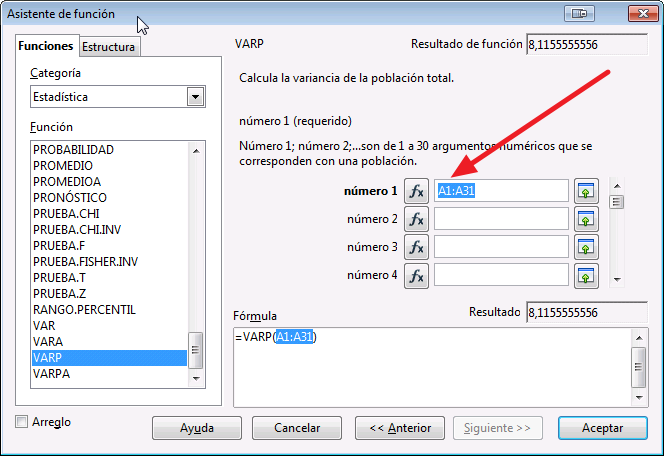 Asistente de función
Funciones
Estructura
Categoría
Estadística
Función
PROBABILIDAD
PROMEDIO
PROMEDIOA
PRONÓSTICO
PRUEBA.CHI
PRUEBA.CHI.INV
PRUEBA.F
PRUEBA.FISHER.INV
PRUEBA.T
PRUEBA.Z
RANGO.PERCENTIL
VAR
VARA
VARP
VARPA
VARP
Resultado de función
8,1155555556
Calcula la variancia de la población total.
número 1 (requerido)
Número 1; número 2;...son de 1 a 30 argumentos numéricos que se
corresponden con una población.
número 1
fx
A1:A31
número 2
fx
número 3
fx
número 4
fx
Fórmula
Resultado
8,1155555556
=VARP(A1:A31)
Arreglo
Ayuda
Cancelar
<< Anterior
Siguiente >>
Aceptar